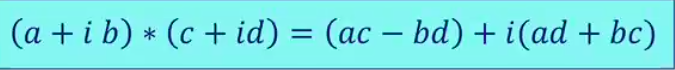 (a + i b) ∗ (c + id) = (ac − bd) + i(ad + bc)